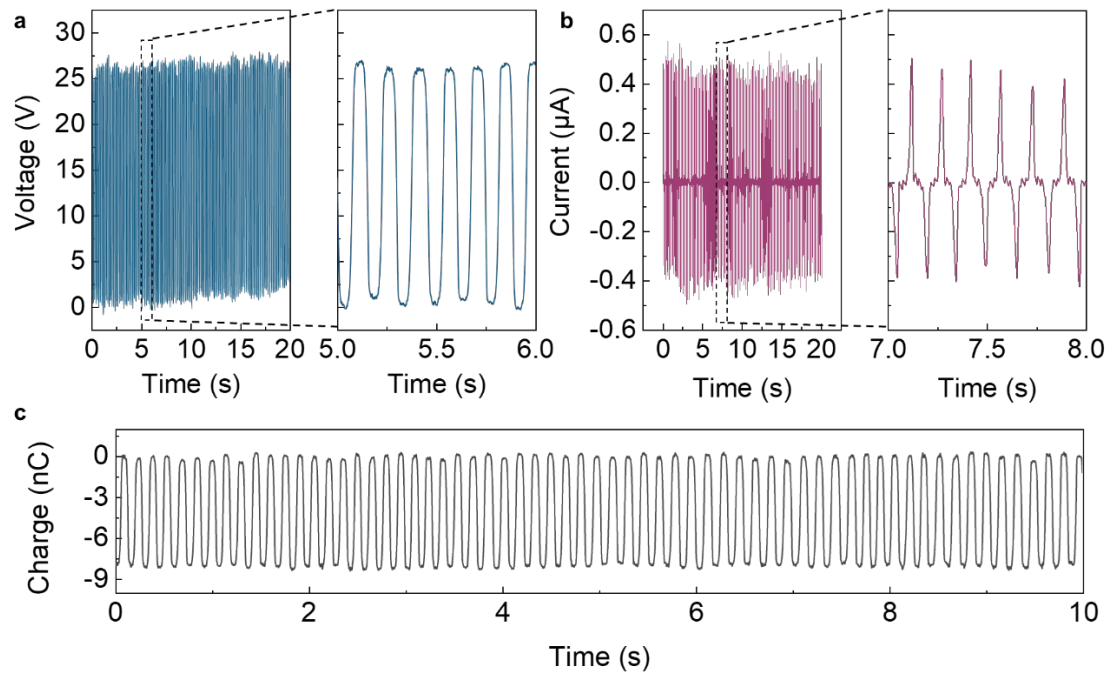 a
Voltage (V)
30
25
20
15
10
5
0
0 5 10 15 20
Time (s)
5.0 5.5 6.0
Time (s)
b
Current (µA)
0.6
0.4
0.2
0.0
-0.2
-0.4
-0.6
0 5 10 15 20
Time (s)
7.0 7.5 8.0
Time (s)
c
Charge (nC)
0
-3
-6
-9
0 2 4 6 8 10
Time (s)